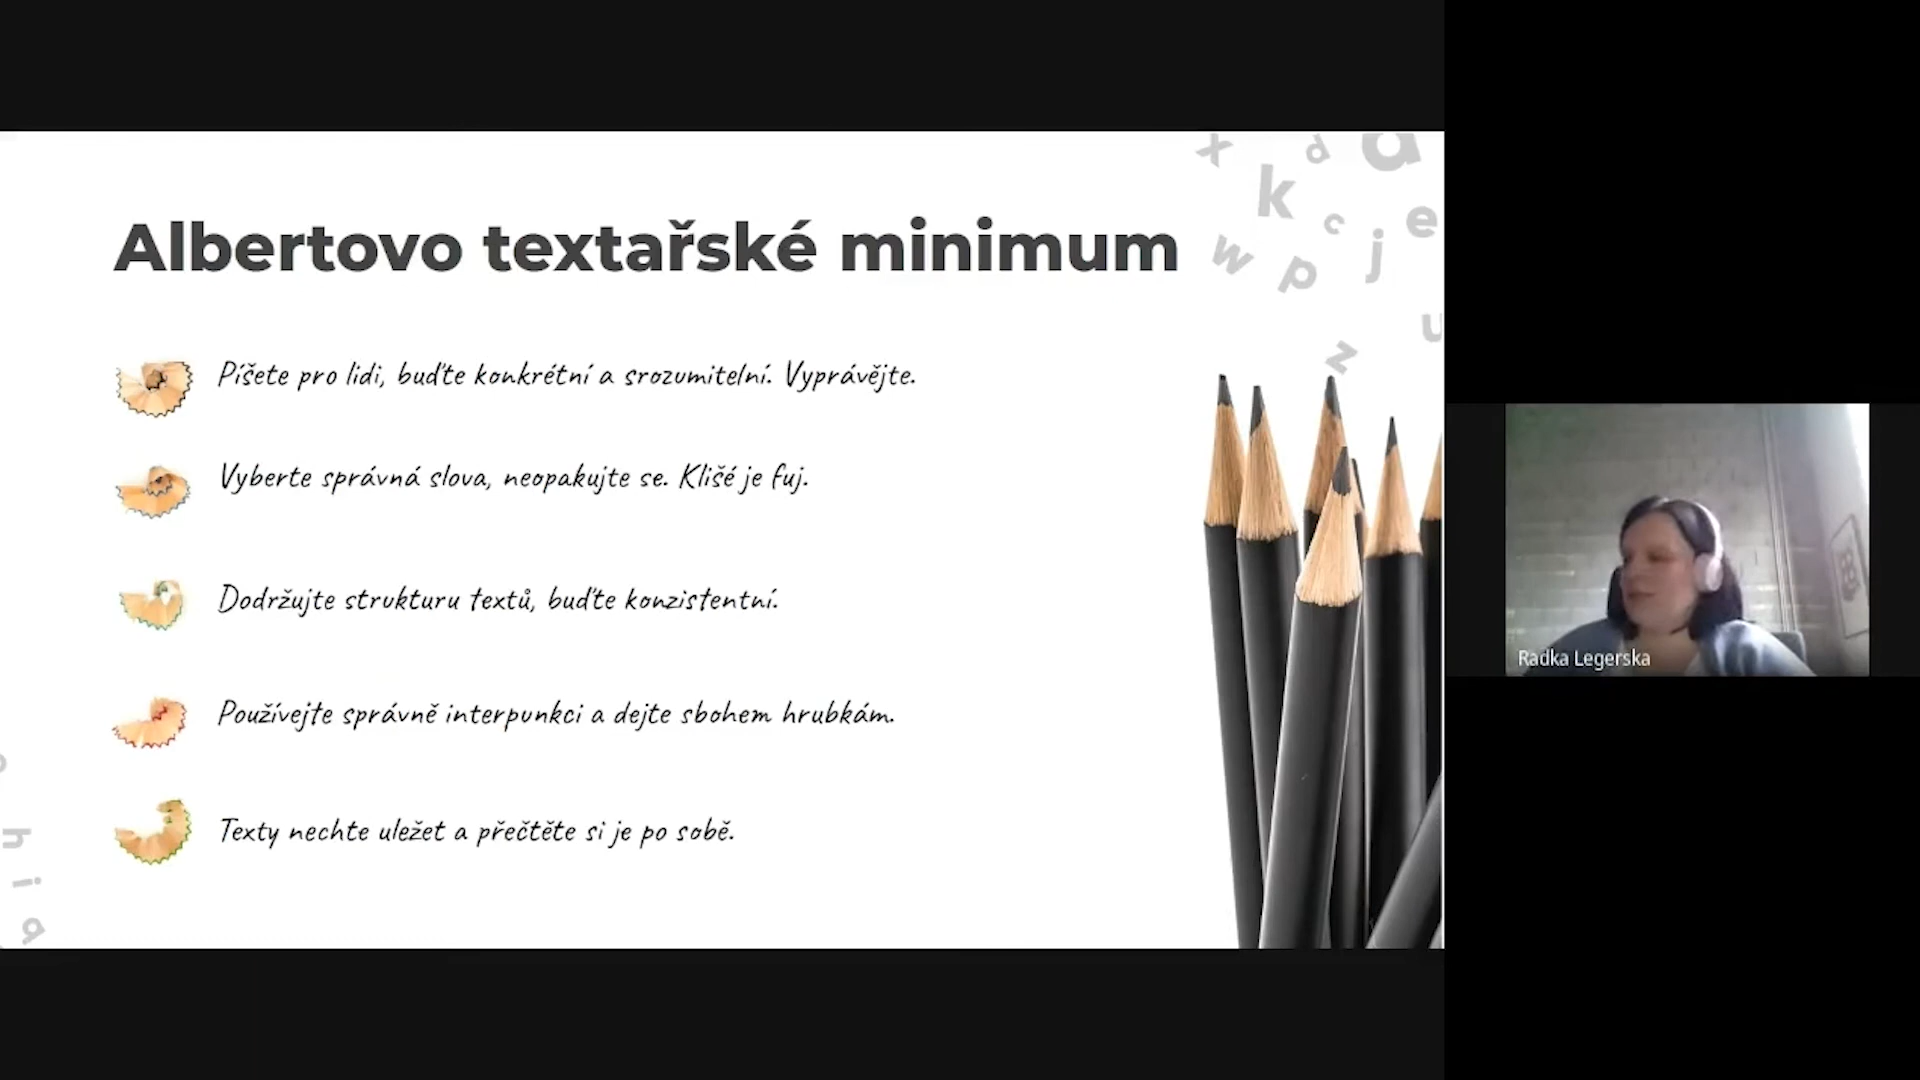 Albertovo textařské minimum
Píšete pro lidi, buďte konkrétní a srozumitelní. Vyprávějte.
Vyberte správná slova, neopakujte se. Klišé je fuj.
Dodržujte strukturu textů, buďte konzistentní.
Používejte správně interpunkci a dejte sbohem hrubkám.
Texty nechte uležet a přečtěte si je po sobě.
x d a
k c e
w p j
u
z
h
i
a
Radka Legerska